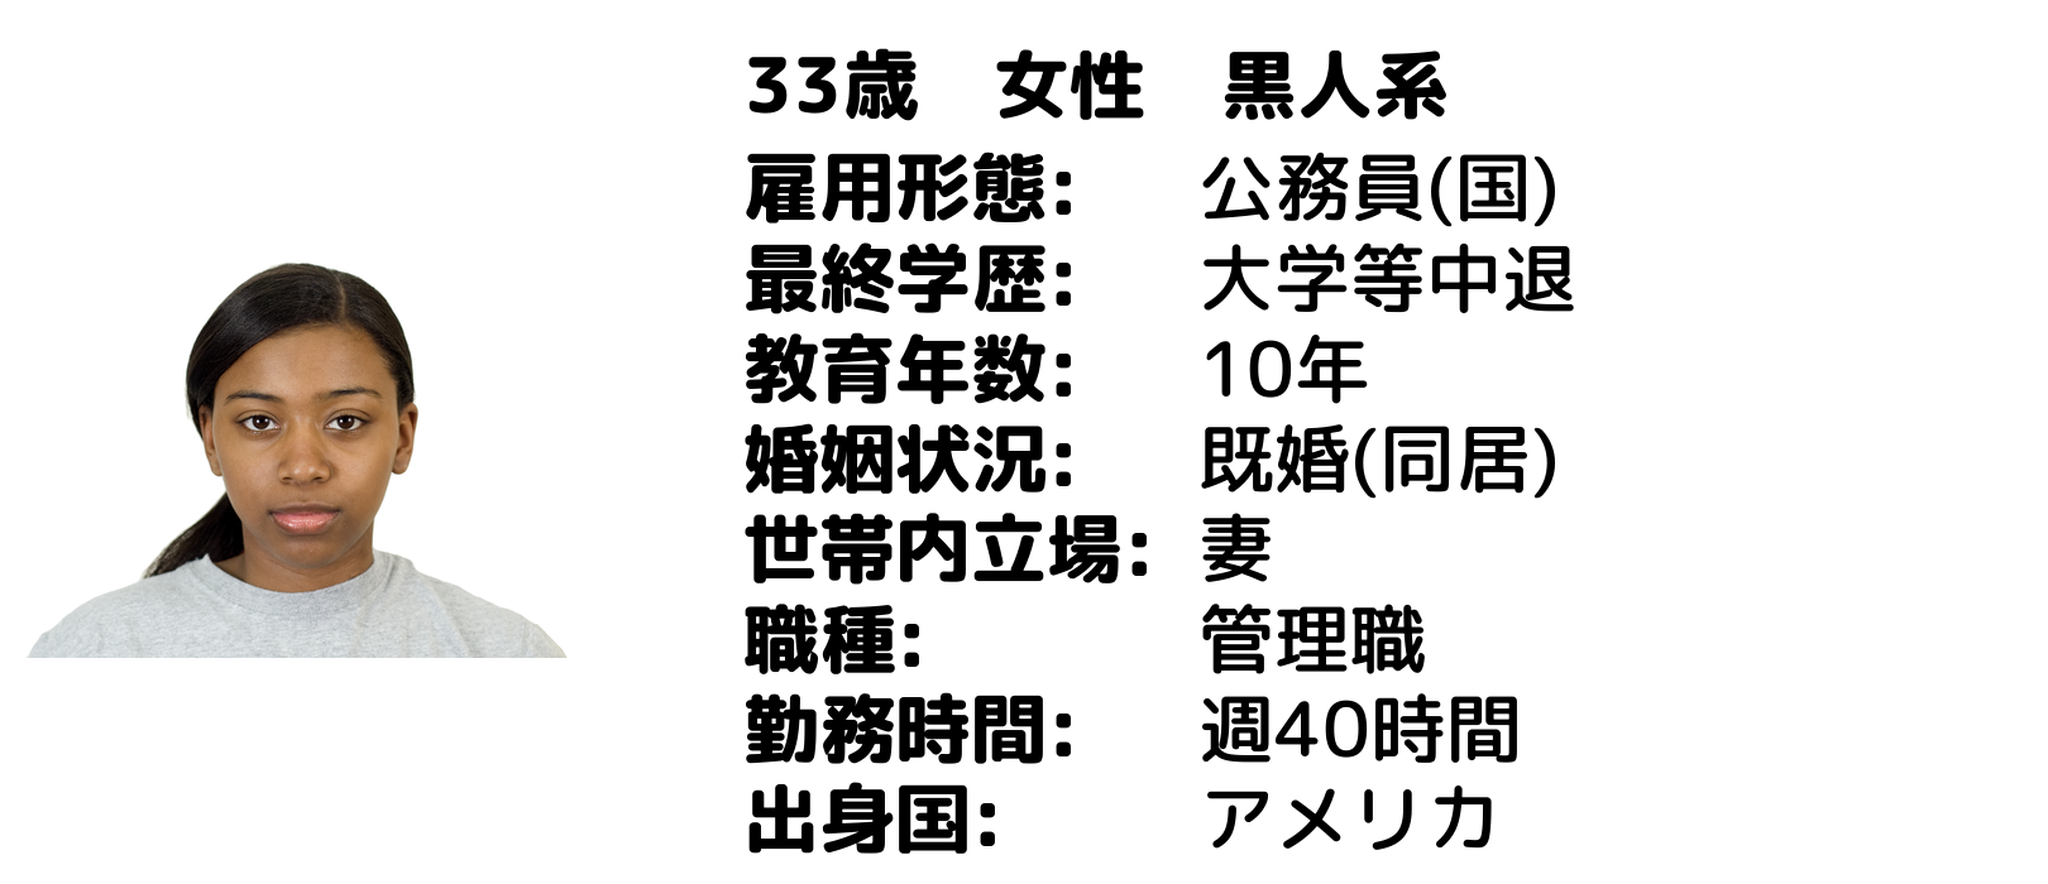 33歳　女性　黒人系
雇用形態: 公務員(国)
最終学歴: 大学等中退
教育年数: 10年
婚姻状況: 既婚(同居)
世帯内立場: 妻
職種: 管理職
勤務時間: 週40時間
出身国: アメリカ